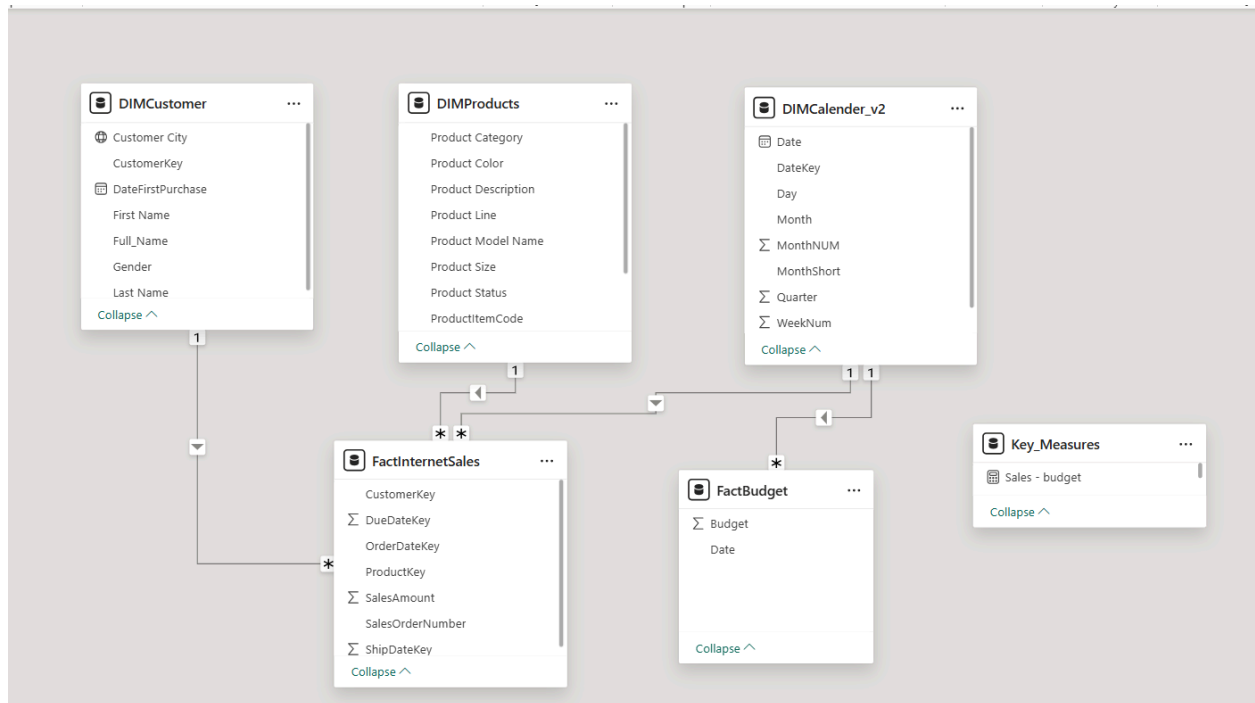 DIMCustomer
Customer City
CustomerKey
DateFirstPurchase
First Name
Full_Name
Gender
Last Name
Collapse
1
DIMProducts
Product Category
Product Color
Product Description
Product Line
Product Model Name
Product Size
Product Status
ProductItemCode
Collapse
1
DIMCalender_v2
Date
DateKey
Day
Month
Σ MonthNUM
MonthShort
Σ Quarter
Σ WeekNum
Collapse
1 1
* *
*
*
FactInternetSales
CustomerKey
Σ DueDateKey
OrderDateKey
ProductKey
Σ SalesAmount
SalesOrderNumber
Σ ShipDateKey
Collapse
FactBudget
Σ Budget
Date
Collapse
Key_Measures
Sales - budget
Collapse